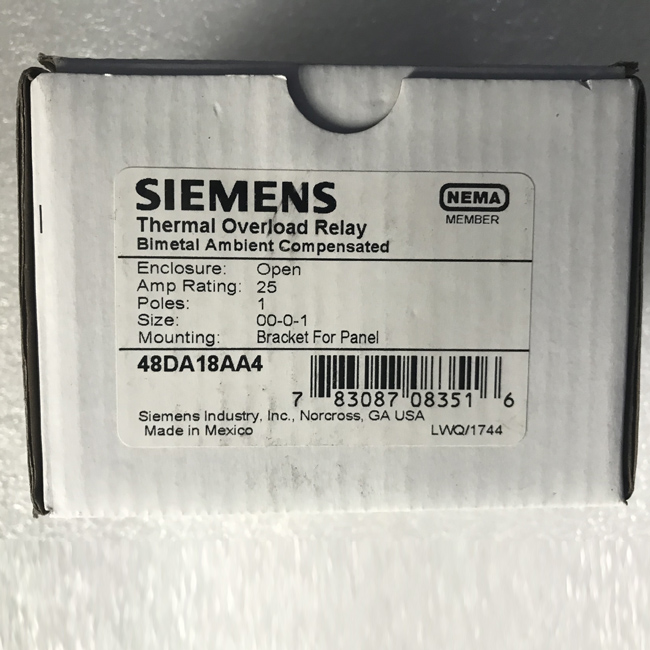 SIEMENS
NEMA
MEMBER
Thermal Overload Relay
Bimetal Ambient Compensated
Enclosure: Open
Amp Rating: 25
Poles: 1
Size: 00-0-1
Mounting: Bracket For Panel
48DA18AA4
7 83087 08351 6
Siemens Industry, Inc., Norcross, GA USA
Made in Mexico LWQ/1744